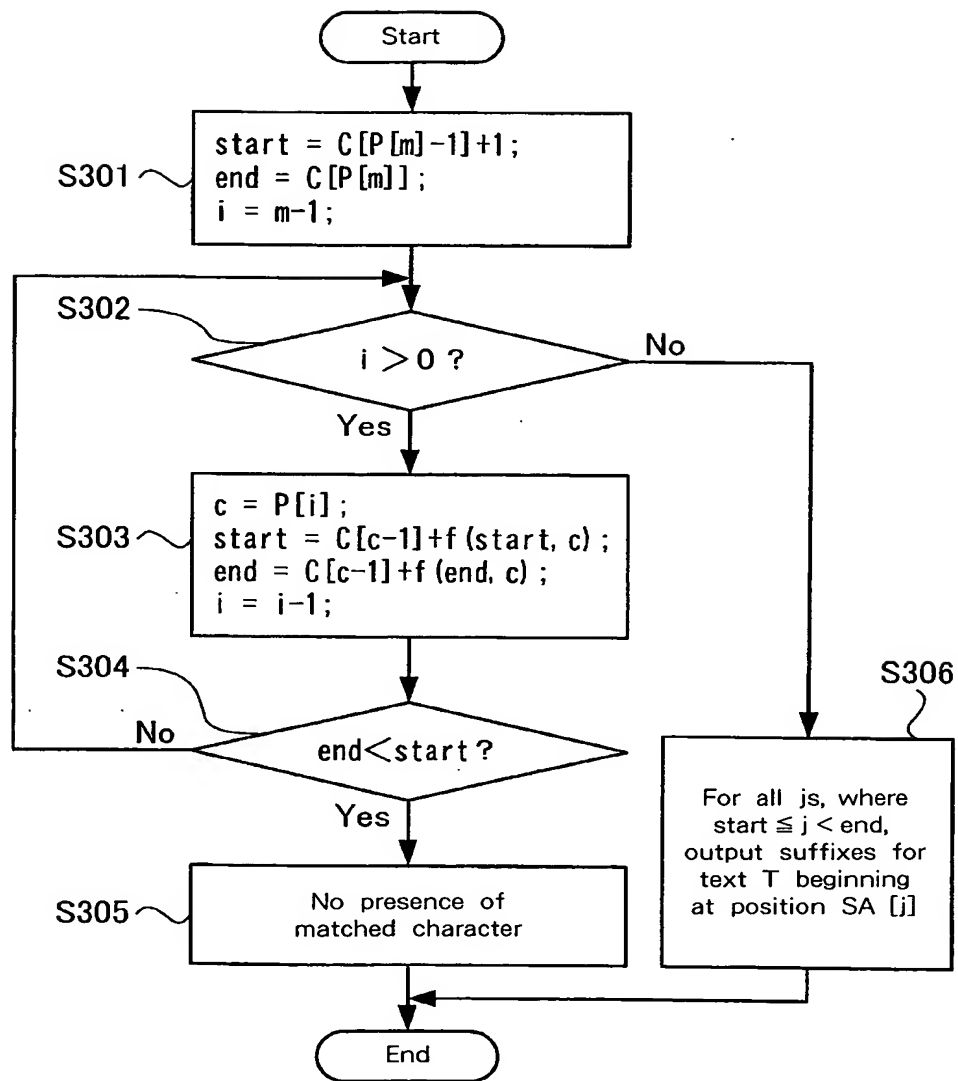 Start
S301
start = C[P[m]-1]+1;
end = C[P[m]];
i = m-1;
S302
i > 0 ?
No
Yes
S303
c = P[i];
start = C[c-1]+f(start, c);
end = C[c-1]+f(end, c);
i = i-1;
S304
No
end<start?
Yes
S306
For all js, where
start ≦ j < end,
output suffixes for
text T beginning
at position SA [j]
S305
No presence of
matched character
End